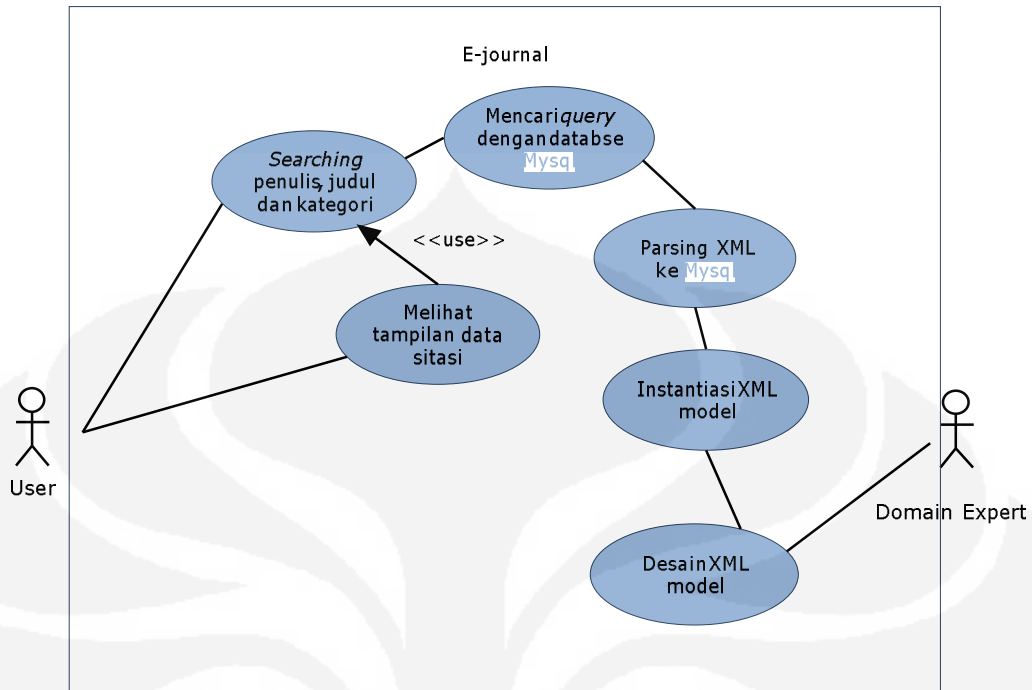 E-journal
Mencari query
dengan databse
Mysql
Searching
penulis, judul
dan kategori
<<use>>
Parsing XML
ke Mysql
Melihat
tampilan data
sitasi
Instantiasi XML
model
User
Domain Expert
Desain XML
model